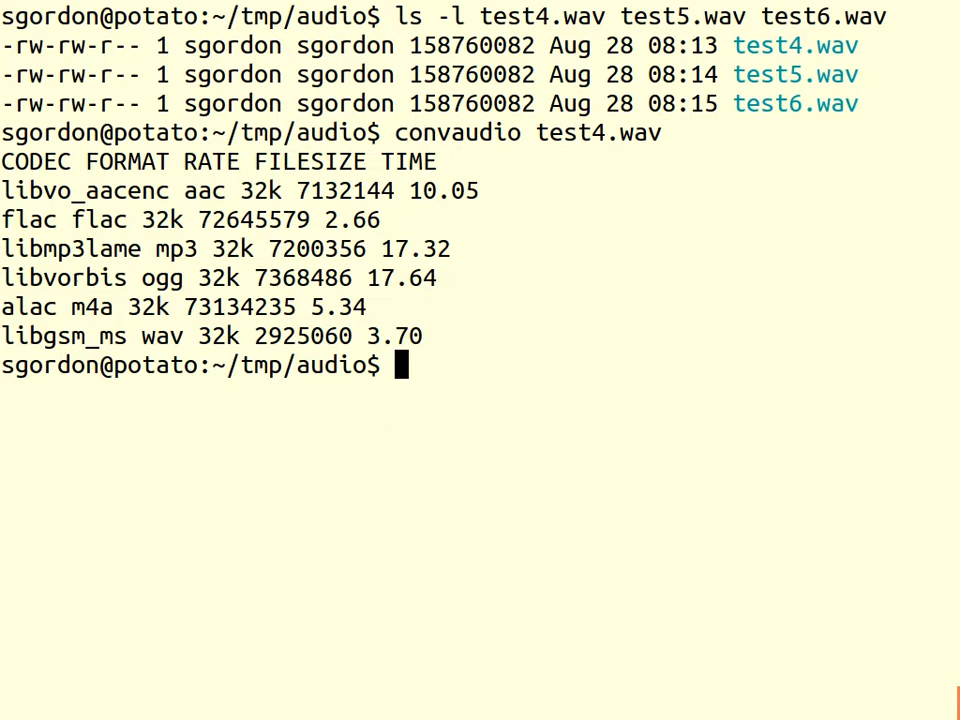 sgordon@potato:~/tmp/audio$ ls -l test4.wav test5.wav test6.wav
-rw-rw-r-- 1 sgordon sgordon 158760082 Aug 28 08:13 test4.wav
-rw-rw-r-- 1 sgordon sgordon 158760082 Aug 28 08:14 test5.wav
-rw-rw-r-- 1 sgordon sgordon 158760082 Aug 28 08:15 test6.wav
sgordon@potato:~/tmp/audio$ convaudio test4.wav
CODEC FORMAT RATE FILESIZE TIME
libvo_aacenc aac 32k 7132144 10.05
flac flac 32k 72645579 2.66
libmp3lame mp3 32k 7200356 17.32
libvorbis ogg 32k 7368486 17.64
alac m4a 32k 73134235 5.34
libgsm_ms wav 32k 2925060 3.70
sgordon@potato:~/tmp/audio$